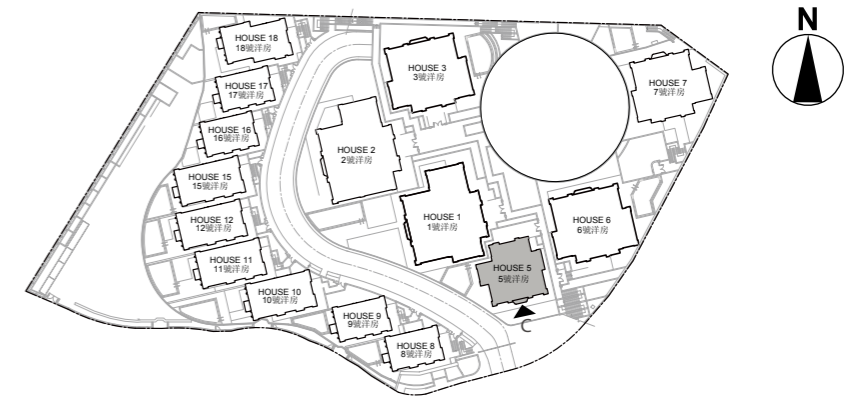 N
HOUSE 18
18號洋房
HOUSE 3
3號洋房
HOUSE 7
7號洋房
HOUSE 17
17號洋房
HOUSE 16
16號洋房
HOUSE 2
2號洋房
HOUSE 15
15號洋房
HOUSE 12
12號洋房
HOUSE 1
1號洋房
HOUSE 6
6號洋房
HOUSE 11
11號洋房
HOUSE 5
5號洋房
HOUSE 10
10號洋房
HOUSE 9
9號洋房
C
HOUSE 8
8號洋房